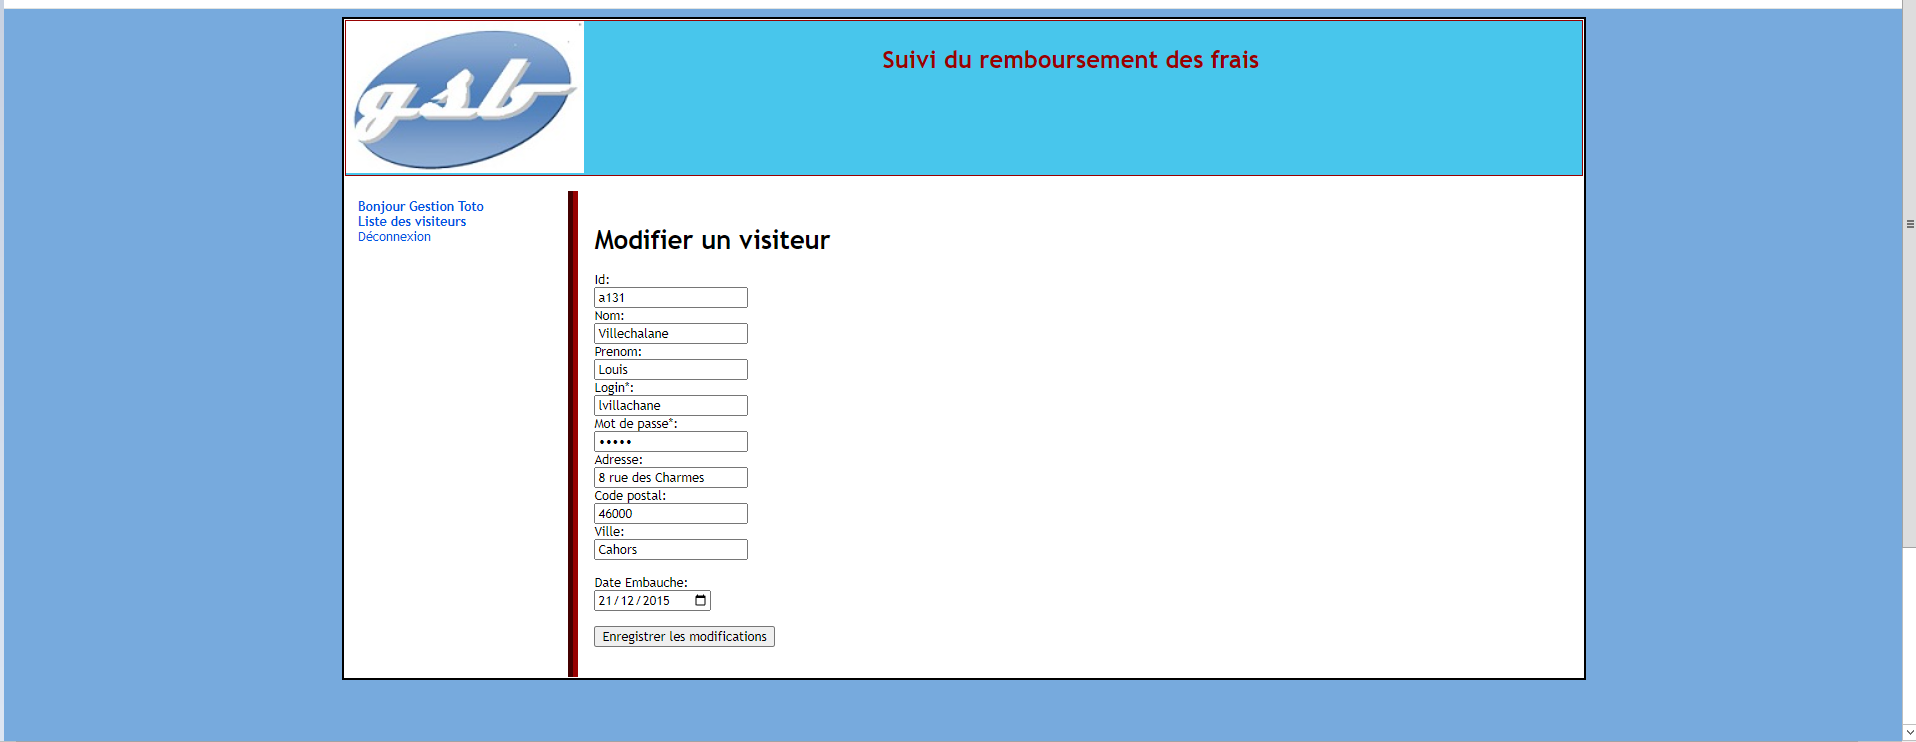 gsb
Suivi du remboursement des frais
Bonjour Gestion Toto
Liste des visiteurs
Déconnexion
Modifier un visiteur
Id:
a131
Nom:
Villechalane
Prenom:
Louis
Login*:
lvillachane
Mot de passe*:
•••••
Adresse:
8 rue des Charmes
Code postal:
46000
Ville:
Cahors
Date Embauche:
21/12/2015
Enregistrer les modifications